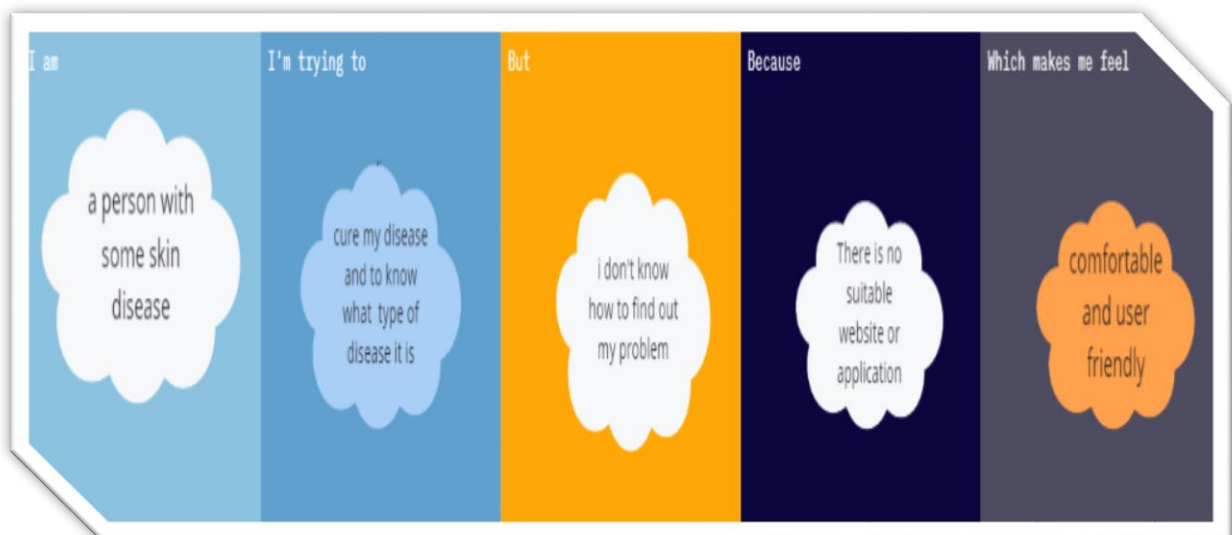 I am
a person with
some skin
disease
I'm trying to
cure my disease
and to know
what type of
disease it is
But
i don't know
how to find out
my problem
Because
There is no
suitable
website or
application
Which makes me feel
comfortable
and user
friendly